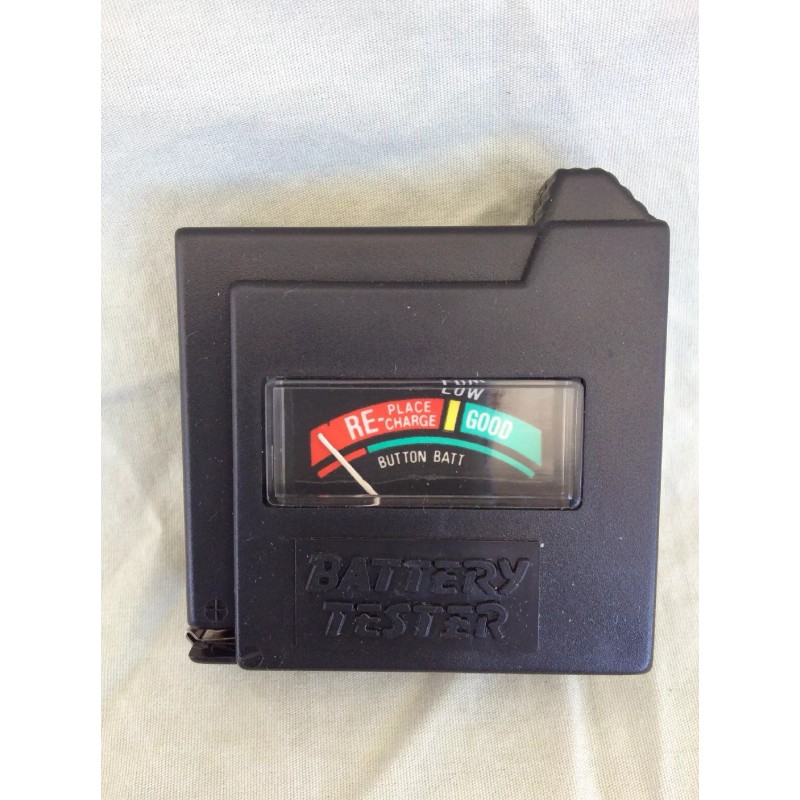 LOW
RE-PLACE
CHARGE
GOOD
BUTTON BATT
BATTERY
TESTER